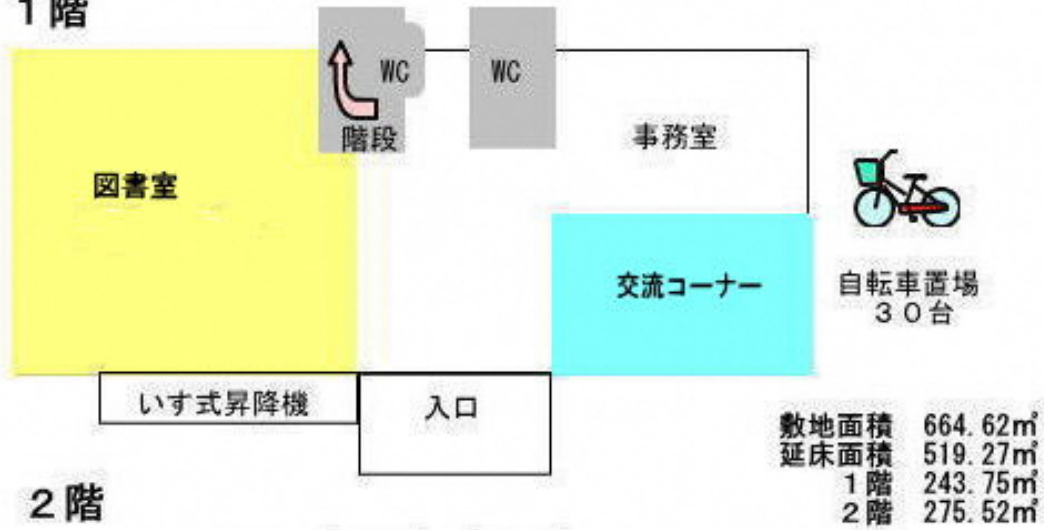 1階
WC
WC
階段
事務室
図書室
交流コーナー
自転車置場
30台
いす式昇降機
入口
敷地面積 664.62㎡
延床面積 519.27㎡
1階 243.75㎡
2階 275.52㎡
2階